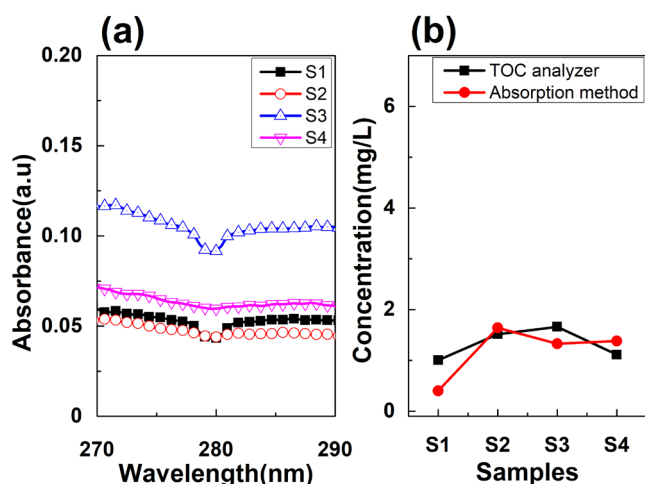 (a)
0.20
0.15
0.10
0.05
0
Absorbance(a.u)
S1
S2
S3
S4
270
280
290
Wavelength(nm)
(b)
6
4
2
0
Concentration(mg/L)
TOC analyzer
Absorption method
S1
S2
S3
S4
Samples